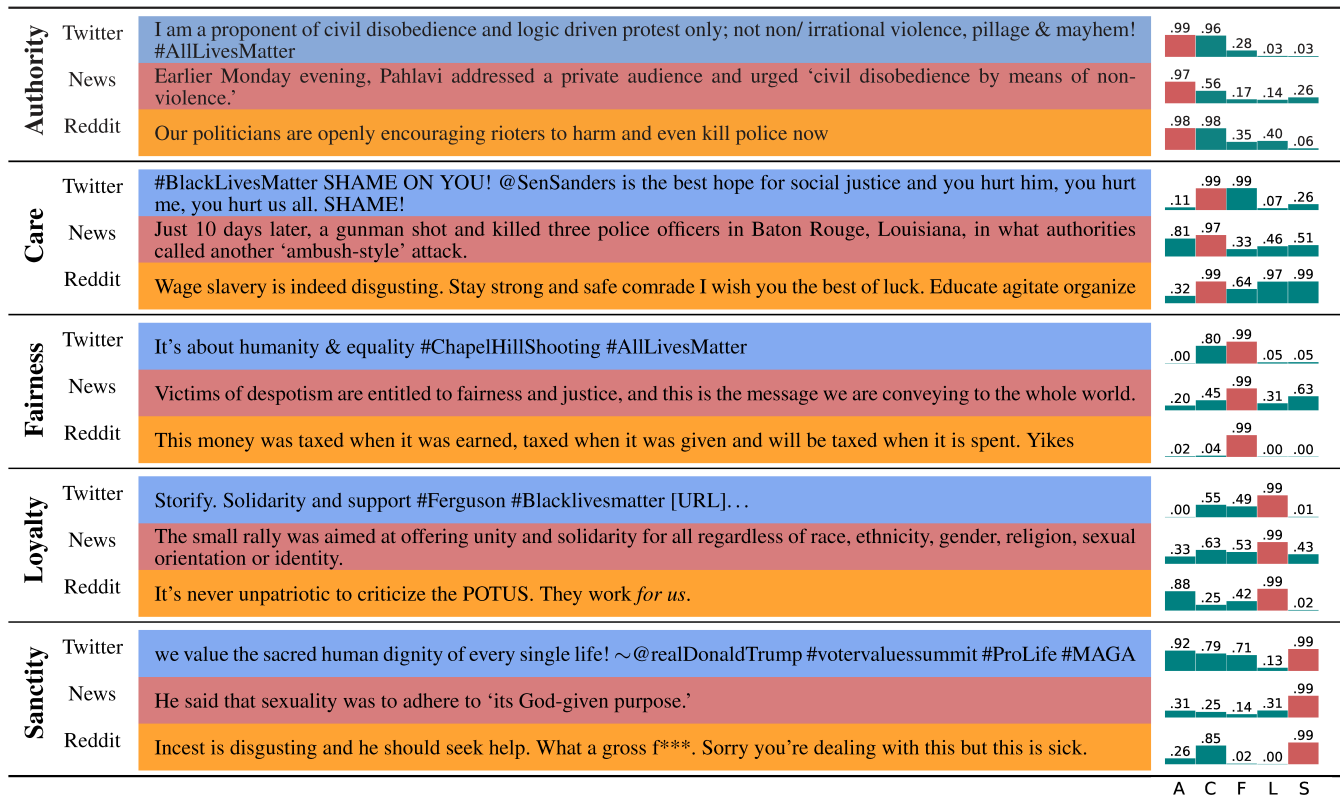 Authority
Twitter
I am a proponent of civil disobedience and logic driven protest only; not non/ irrational violence, pillage & mayhem!
#AllLivesMatter
.99 .96 .28 .03 .03
News
Earlier Monday evening, Pahlavi addressed a private audience and urged ‘civil disobedience by means of non-
violence.’
.97 .56 .17 .14 .26
Reddit
Our politicians are openly encouraging rioters to harm and even kill police now
.98 .98 .35 .40 .06
Care
Twitter
#BlackLivesMatter SHAME ON YOU! @SenSanders is the best hope for social justice and you hurt him, you hurt
me, you hurt us all. SHAME!
.11 .99 .99 .07 .26
News
Just 10 days later, a gunman shot and killed three police officers in Baton Rouge, Louisiana, in what authorities
called another ‘ambush-style’ attack.
.81 .97 .33 .46 .51
Reddit
Wage slavery is indeed disgusting. Stay strong and safe comrade I wish you the best of luck. Educate agitate organize
.32 .99 .64 .97 .99
Fairness
Twitter
It’s about humanity & equality #ChapelHillShooting #AllLivesMatter
.00 .80 .99 .05 .05
News
Victims of despotism are entitled to fairness and justice, and this is the message we are conveying to the whole world.
.20 .45 .99 .31 .63
Reddit
This money was taxed when it was earned, taxed when it was given and will be taxed when it is spent. Yikes
.02 .04 .99 .00 .00
Loyalty
Twitter
Storify. Solidarity and support #Ferguson #Blacklivesmatter [URL]…
.00 .55 .49 .99 .01
News
The small rally was aimed at offering unity and solidarity for all regardless of race, ethnicity, gender, religion, sexual
orientation or identity.
.33 .63 .53 .99 .43
Reddit
It’s never unpatriotic to criticize the POTUS. They work for us.
.88 .25 .42 .99 .02
Sanctity
Twitter
we value the sacred human dignity of every single life! ∼@realDonaldTrump #votervaluessummit #ProLife #MAGA
.92 .79 .71 .13 .99
News
He said that sexuality was to adhere to ‘its God-given purpose.’
.31 .25 .14 .31 .99
Reddit
Incest is disgusting and he should seek help. What a gross f***. Sorry you’re dealing with this but this is sick.
.26 .85 .02 .00 .99
A C F L S